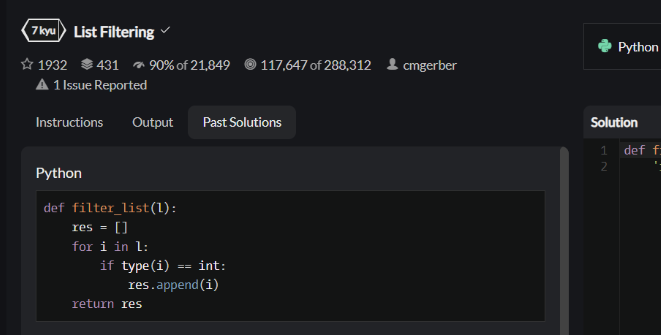 7 kyu List Filtering
1932 431 90% of 21,849 117,647 of 288,312 cmgerber
1 Issue Reported
Python
Instructions Output Past Solutions
Solution
Python
def filter_list(l):
    res = []
    for i in l:
        if type(i) == int:
            res.append(i)
    return res
1 def
2